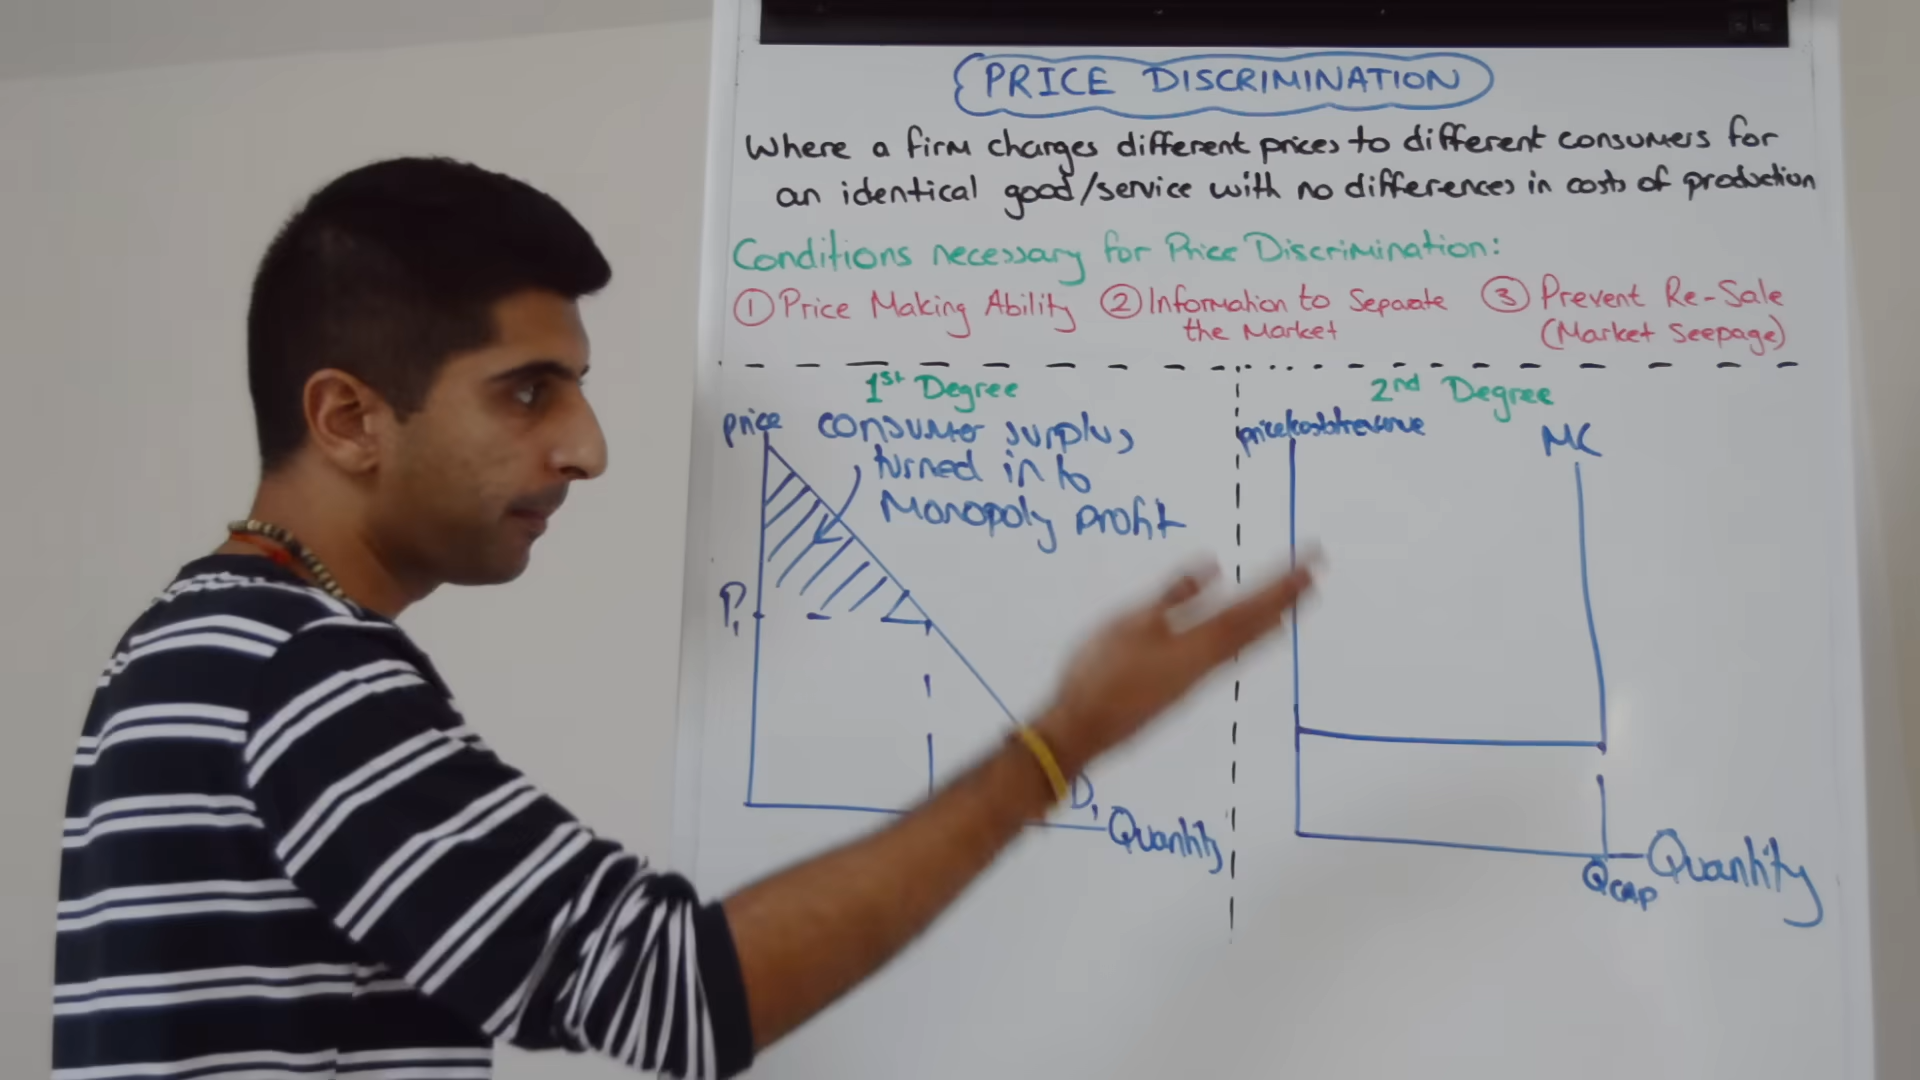 PRICE DISCRIMINATION
Where a firm charges different prices to different consumers for
an identical good/service with no differences in costs of production
Conditions necessary for Price Discrimination:
① Price Making Ability ② Information to Separate ③ Prevent Re-Sale
the Market (Market Seepage)
1st Degree
2nd Degree
price
consumer surplus
turned in to
Monopoly profit
P1
D1
Quantity
MC
QCAP
Quantity